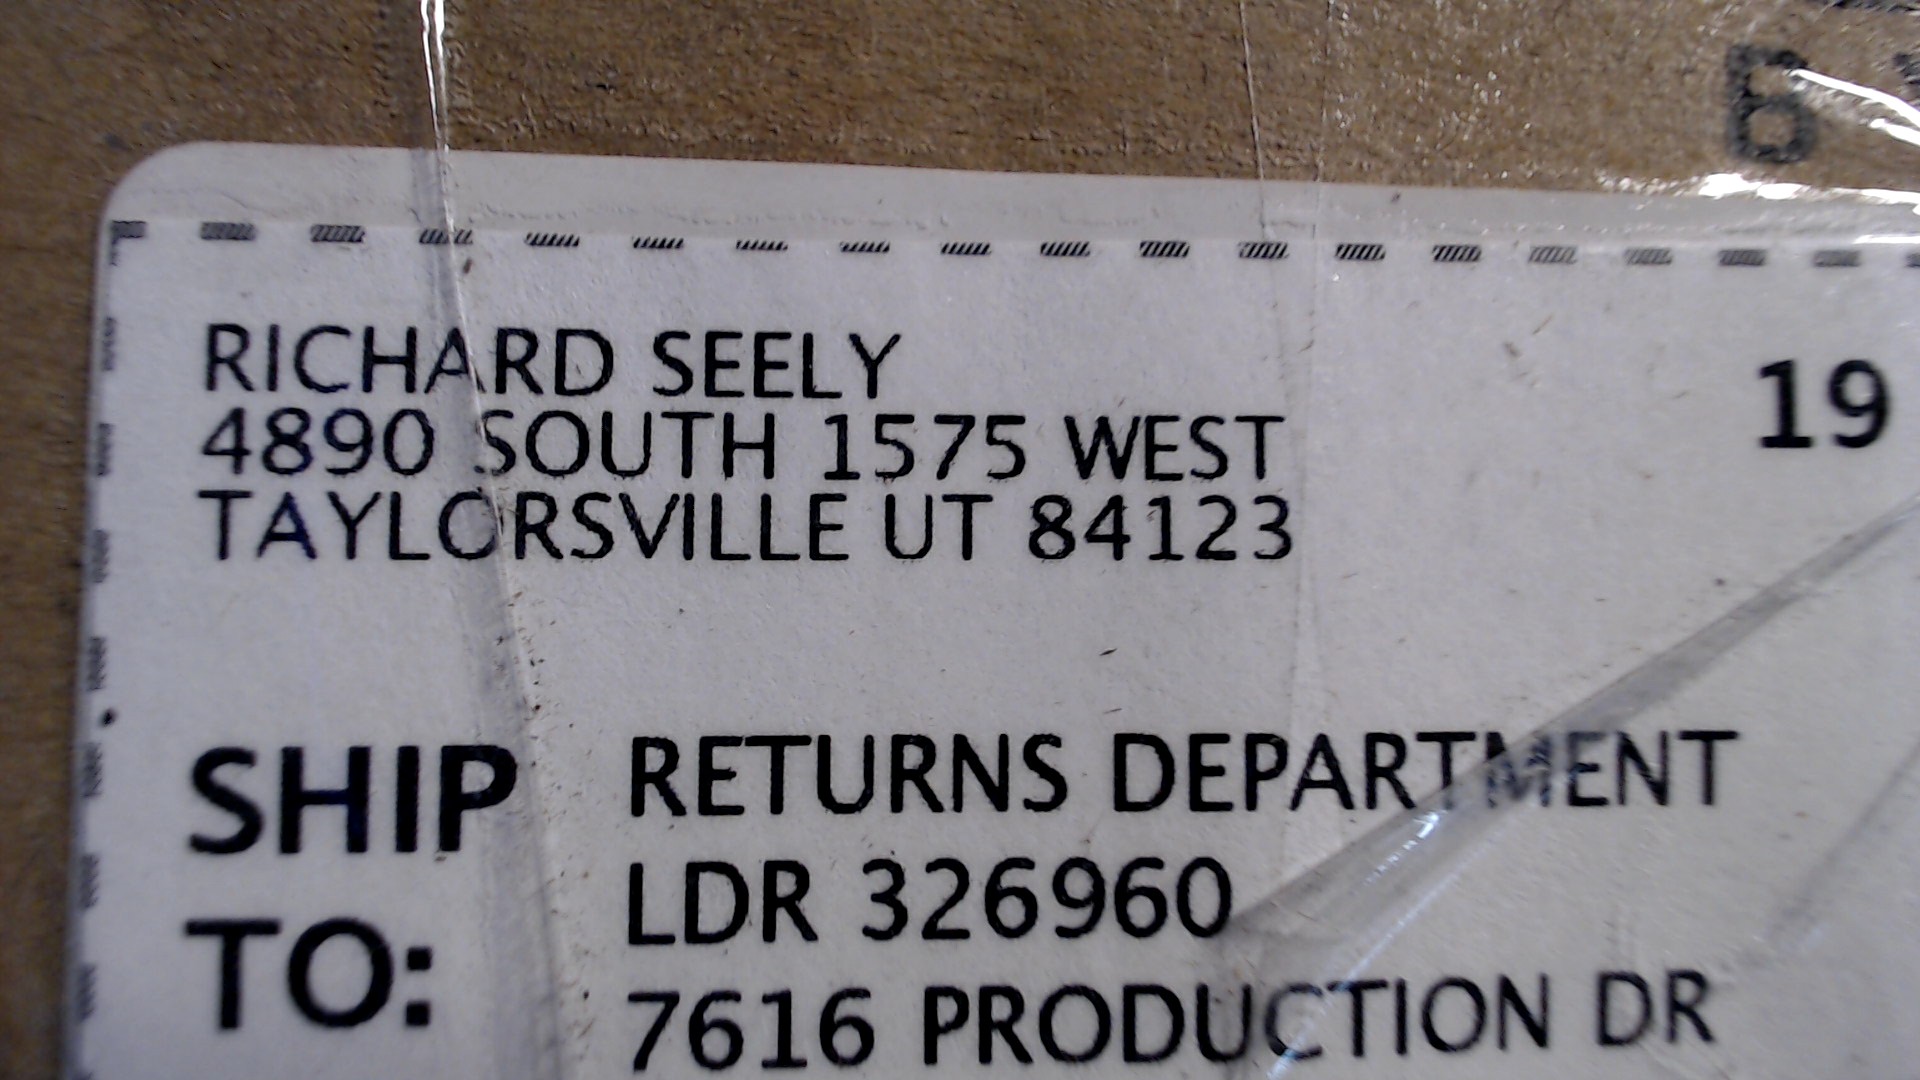 RICHARD SEELY
4890 SOUTH 1575 WEST
TAYLORSVILLE UT 84123
19
SHIP TO:
RETURNS DEPARTMENT
LDR 326960
7616 PRODUCTION DR